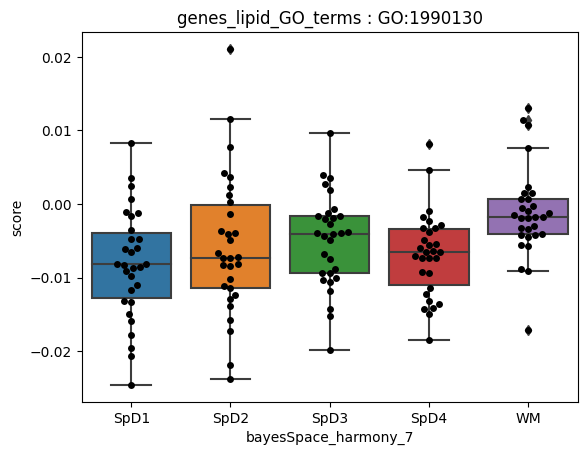 genes_lipid_GO_terms : GO:1990130
score
0.02
0.01
0.00
−0.01
−0.02
SpD1 SpD2 SpD3 SpD4 WM
bayesSpace_harmony_7